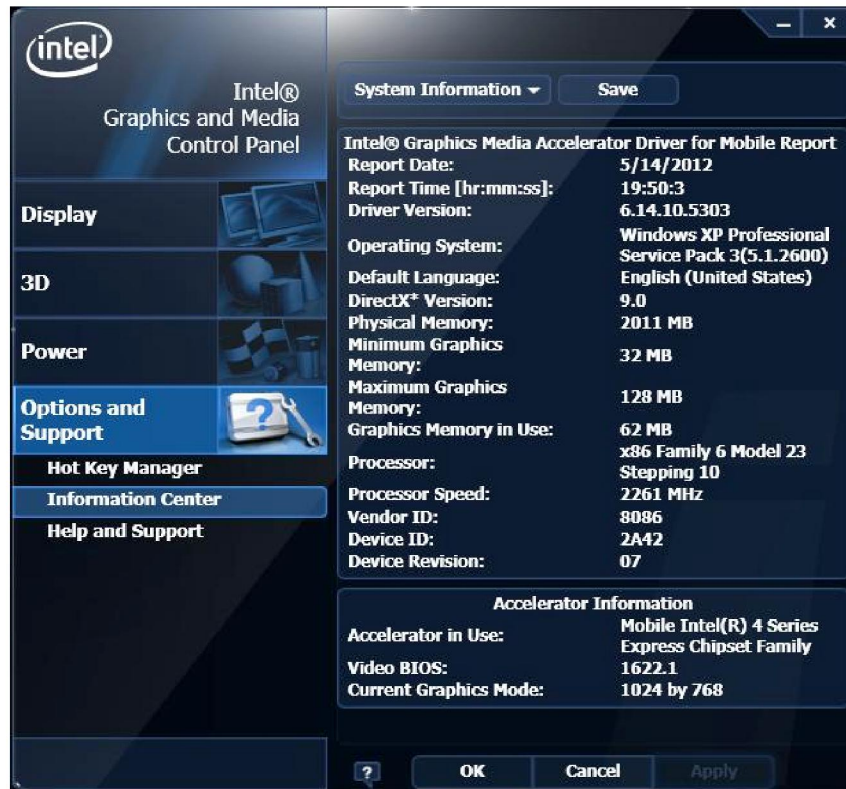 intel
Intel®
Graphics and Media
Control Panel
Display
3D
Power
Options and
Support
Hot Key Manager
Information Center
Help and Support
System Information
Save
Intel® Graphics Media Accelerator Driver for Mobile Report
Report Date: 5/14/2012
Report Time [hr:mm:ss]: 19:50:3
Driver Version: 6.14.10.5303
Operating System: Windows XP Professional
Service Pack 3(5.1.2600)
Default Language: English (United States)
DirectX* Version: 9.0
Physical Memory: 2011 MB
Minimum Graphics
Memory: 32 MB
Maximum Graphics
Memory: 128 MB
Graphics Memory in Use: 62 MB
Processor: x86 Family 6 Model 23
Stepping 10
Processor Speed: 2261 MHz
Vendor ID: 8086
Device ID: 2A42
Device Revision: 07
Accelerator Information
Accelerator in Use: Mobile Intel(R) 4 Series
Express Chipset Family
Video BIOS: 1622.1
Current Graphics Mode: 1024 by 768
?
OK
Cancel
Apply